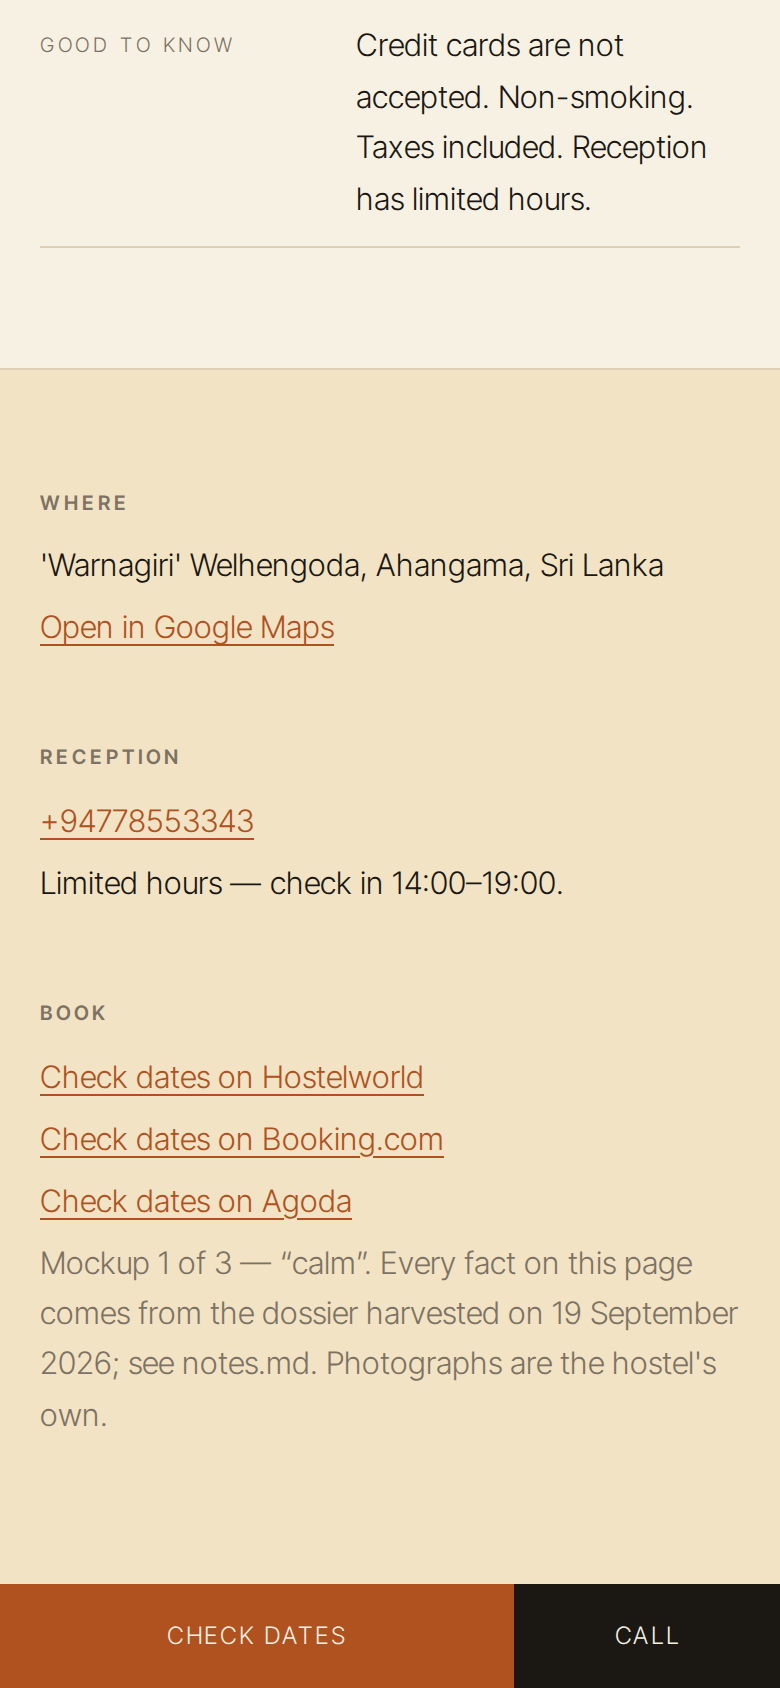 GOOD TO KNOW
Credit cards are not
accepted. Non-smoking.
Taxes included. Reception
has limited hours.
WHERE
'Warnagiri' Welhengoda, Ahangama, Sri Lanka
Open in Google Maps
RECEPTION
+94778553343
Limited hours — check in 14:00–19:00.
BOOK
Check dates on Hostelworld
Check dates on Booking.com
Check dates on Agoda
Mockup 1 of 3 — “calm”. Every fact on this page
comes from the dossier harvested on 19 September
2026; see notes.md. Photographs are the hostel's
own.
CHECK DATES
CALL